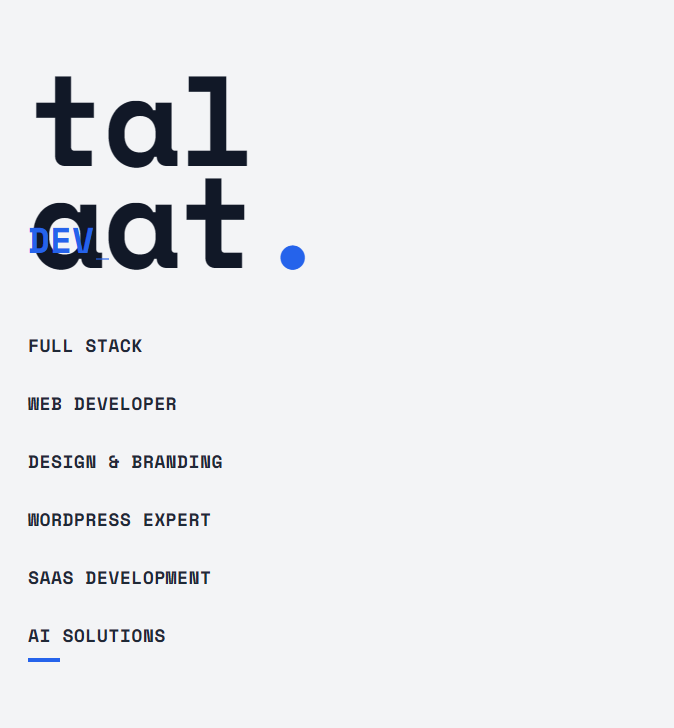 tal
aat.
DEV_
FULL STACK
WEB DEVELOPER
DESIGN & BRANDING
WORDPRESS EXPERT
SAAS DEVELOPMENT
AI SOLUTIONS